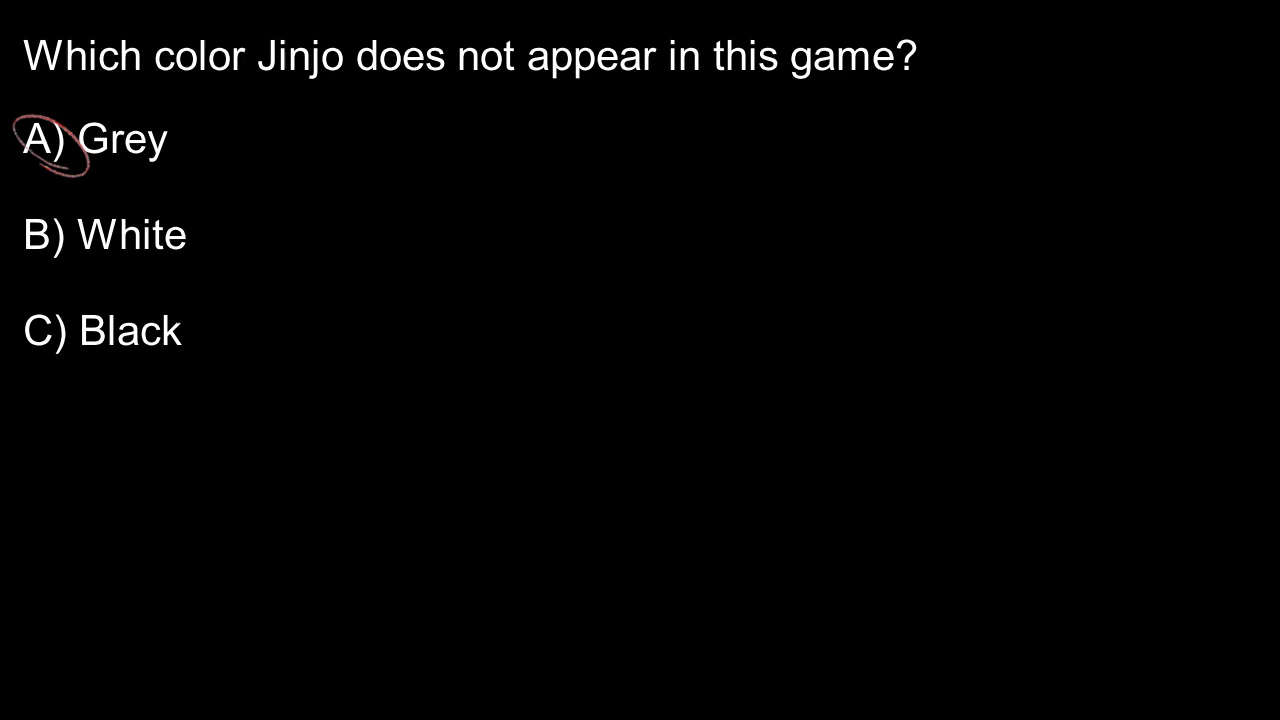 Which color Jinjo does not appear in this game?
A) Grey
B) White
C) Black